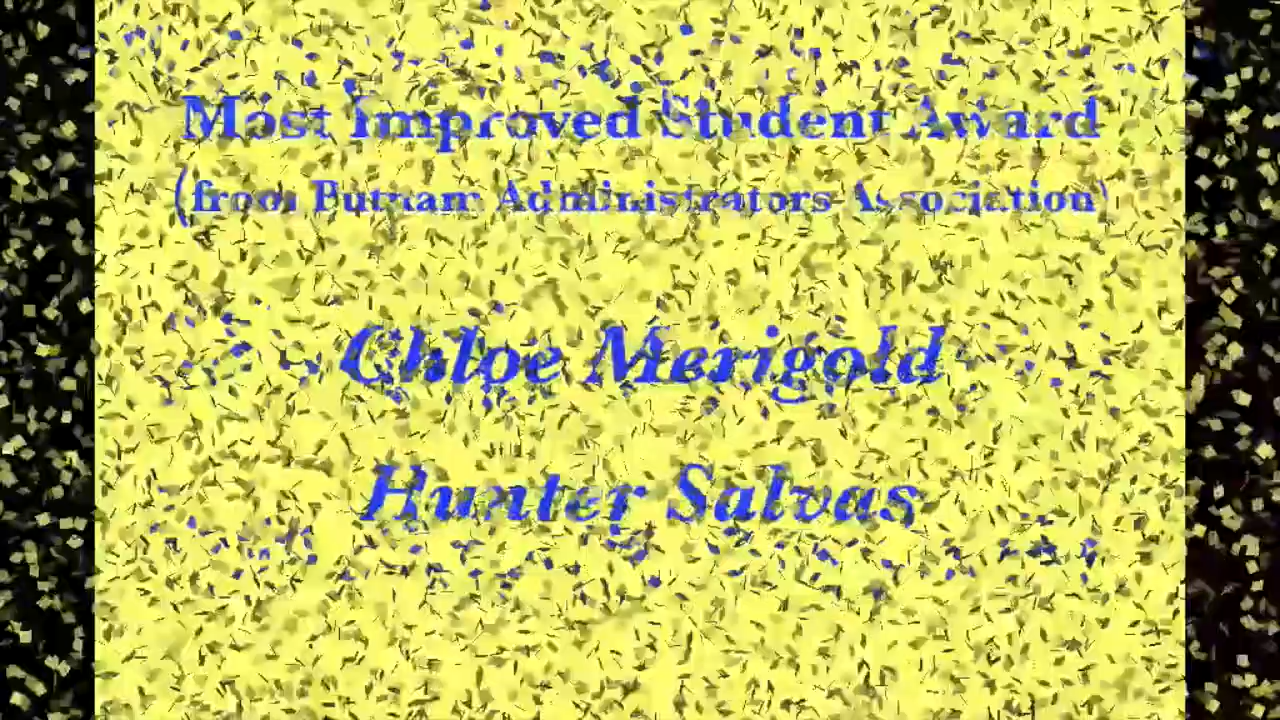 Most Improved Student Award
(from Putnam Administrators Association)
Chloe Merigold
Hunter Salvas